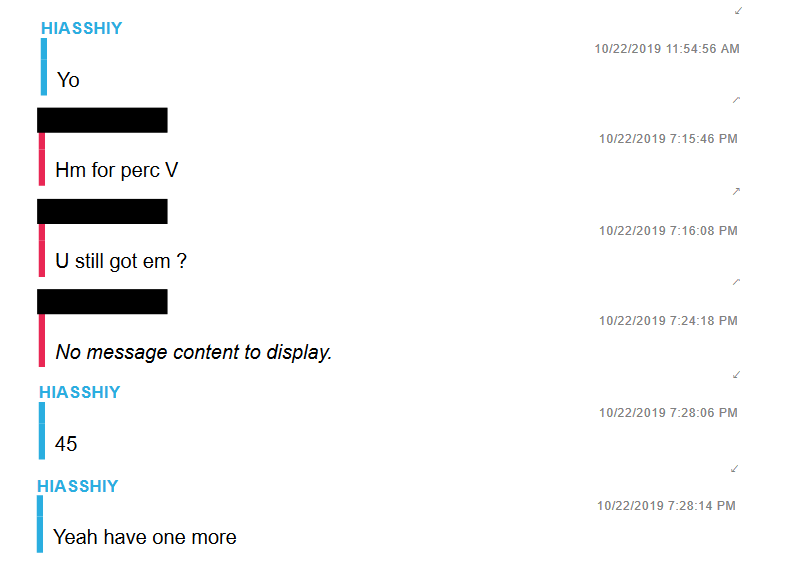 HIASSHIY
10/22/2019 11:54:56 AM
Yo
10/22/2019 7:15:46 PM
Hm for perc V
10/22/2019 7:16:08 PM
U still got em ?
10/22/2019 7:24:18 PM
No message content to display.
HIASSHIY
10/22/2019 7:28:06 PM
45
HIASSHIY
10/22/2019 7:28:14 PM
Yeah have one more